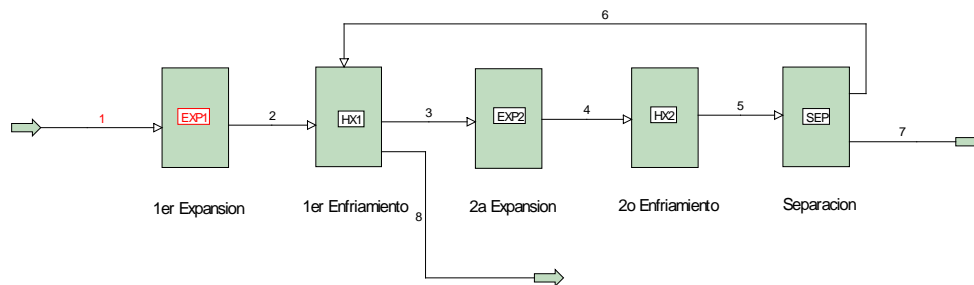 6
1
EXP1
2
HX1
3
EXP2
4
HX2
5
SEP
7
8
1er Expansion
1er Enfriamiento
2a Expansion
2o Enfriamiento
Separacion